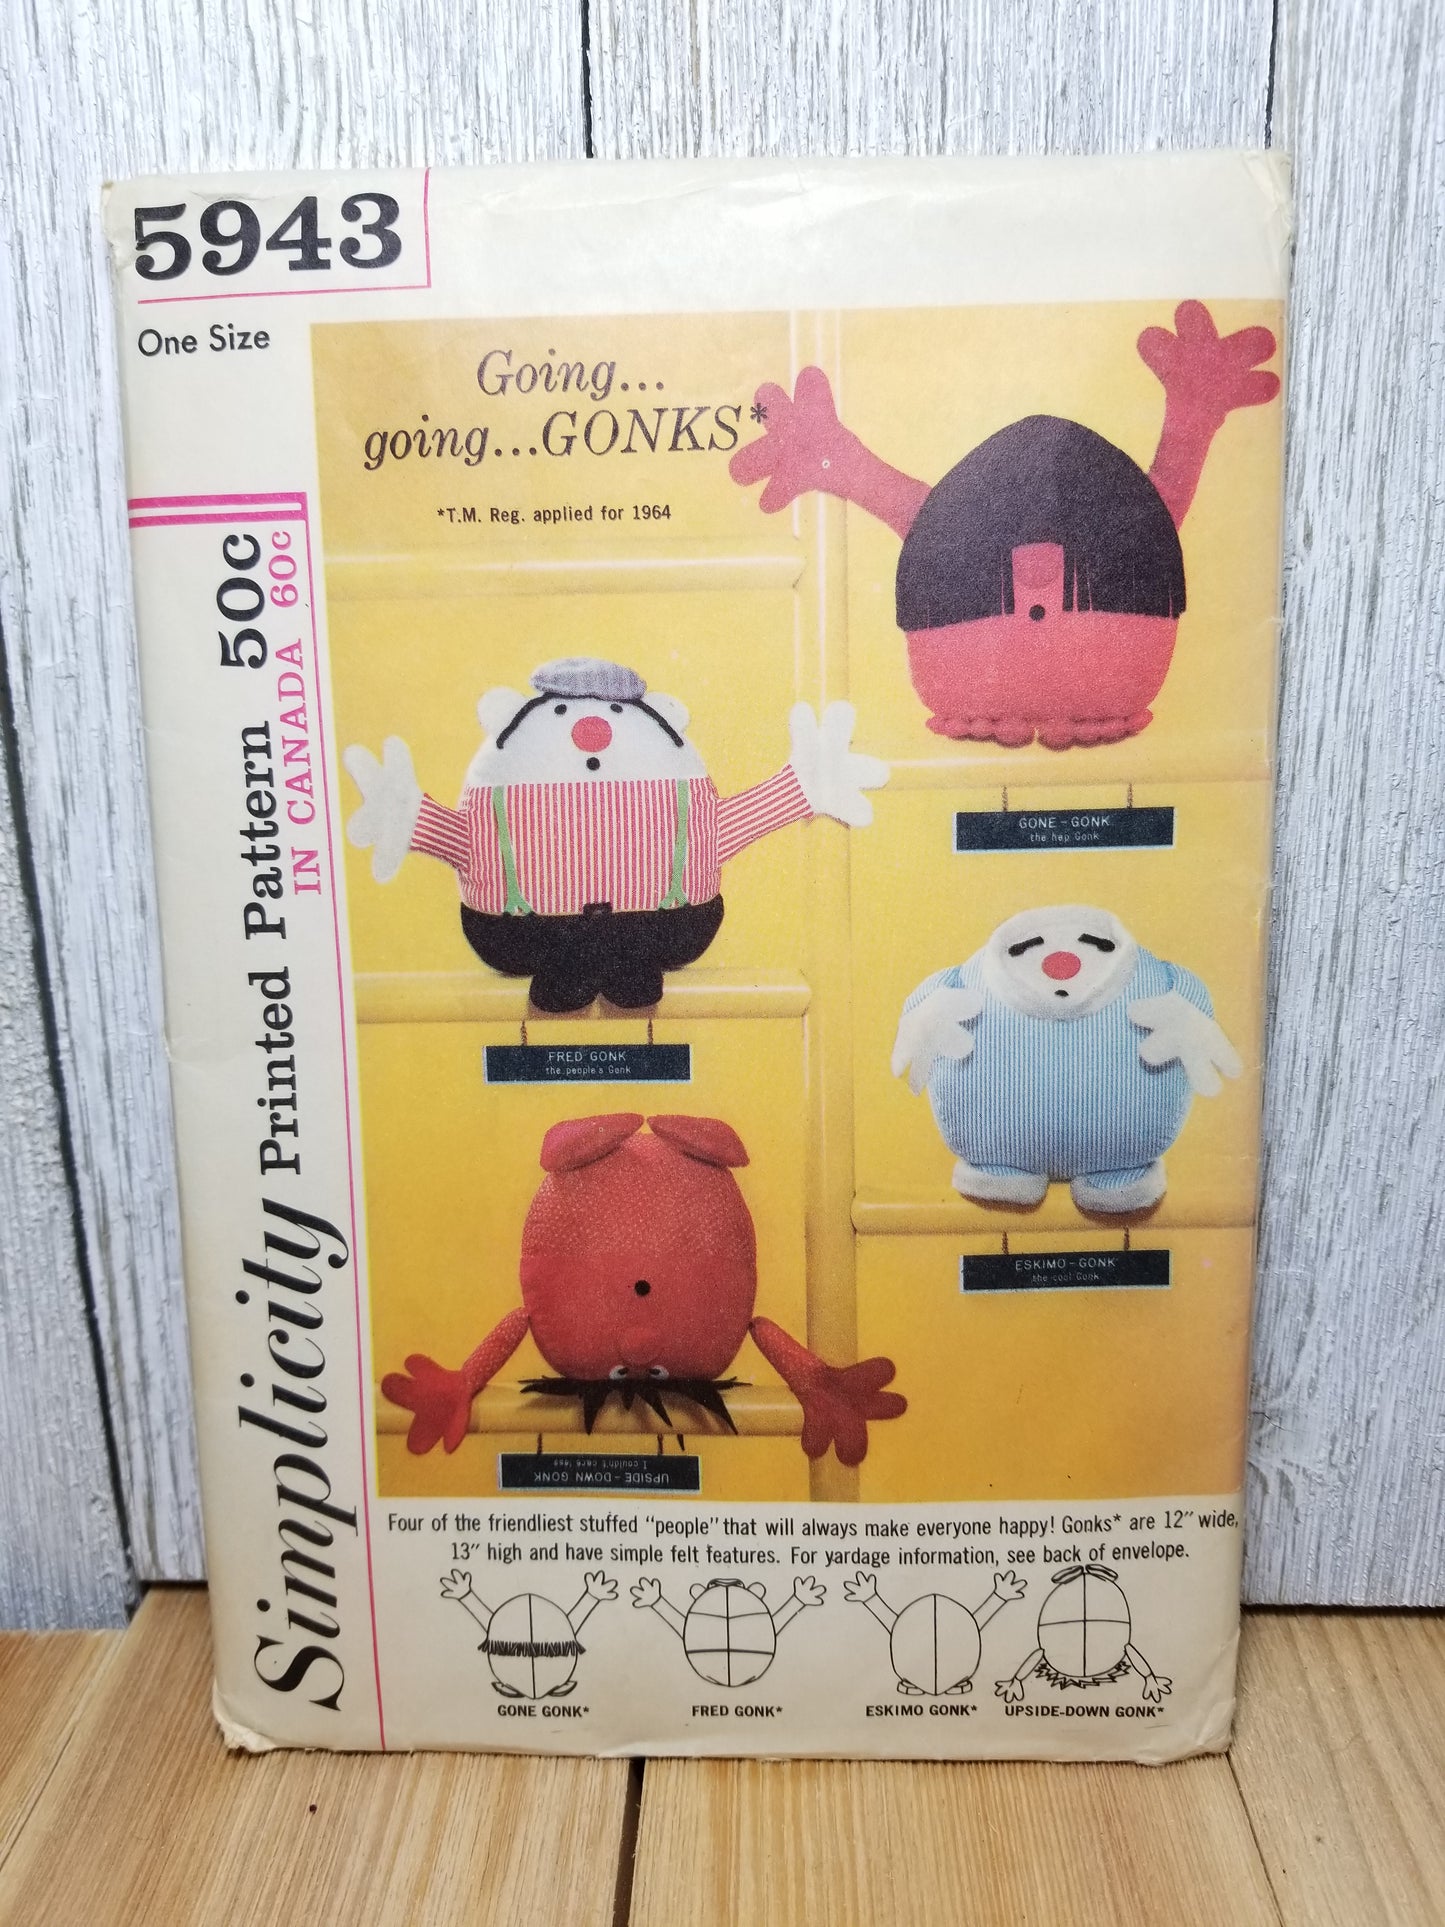 5943
One Size
Going...
going...GONKS*
*T.M. Reg. applied for 1964
Simplicity Printed Pattern 50c
IN CANADA 60c
GONE-GONK
the hep Gonk
FRED GONK
the people's Gonk
ESKIMO-GONK
the cool Gonk
UPSIDE-DOWN GONK
I couldn't care less
Four of the friendliest stuffed "people" that will always make everyone happy! Gonks* are 12" wide,
13" high and have simple felt features. For yardage information, see back of envelope.
GONE GONK*
FRED GONK*
ESKIMO GONK*
UPSIDE-DOWN GONK*